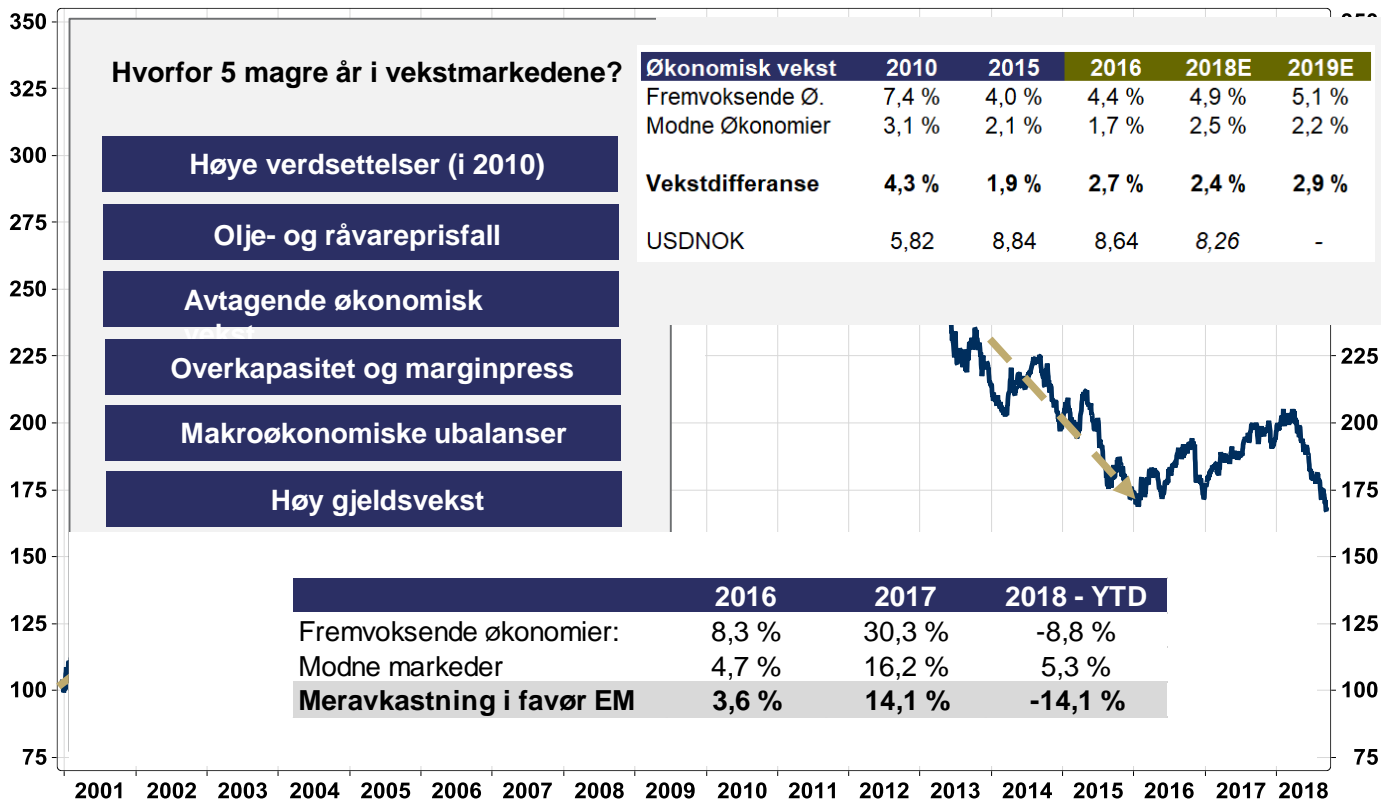 350
325
300
275
250
225
200
175
150
125
100
75
Hvorfor 5 magre år i vekstmarkedene?
Høye verdsettelser (i 2010)
Olje- og råvareprisfall
Avtagende økonomisk
vekst
Overkapasitet og marginpress
Makroøkonomiske ubalanser
Høy gjeldsvekst
Økonomisk vekst 2010 2015 2016 2018E 2019E
Fremvoksende Ø. 7,4 % 4,0 % 4,4 % 4,9 % 5,1 %
Modne Økonomier 3,1 % 2,1 % 1,7 % 2,5 % 2,2 %
Vekstdifferanse 4,3 % 1,9 % 2,7 % 2,4 % 2,9 %
USDNOK 5,82 8,84 8,64 8,26 -
2016 2017 2018 - YTD
Fremvoksende økonomier: 8,3 % 30,3 % -8,8 %
Modne markeder 4,7 % 16,2 % 5,3 %
Meravkastning i favør EM 3,6 % 14,1 % -14,1 %
350
325
300
275
250
225
200
175
150
125
100
75
2001 2002 2003 2004 2005 2006 2007 2008 2009 2010 2011 2012 2013 2014 2015 2016 2017 2018